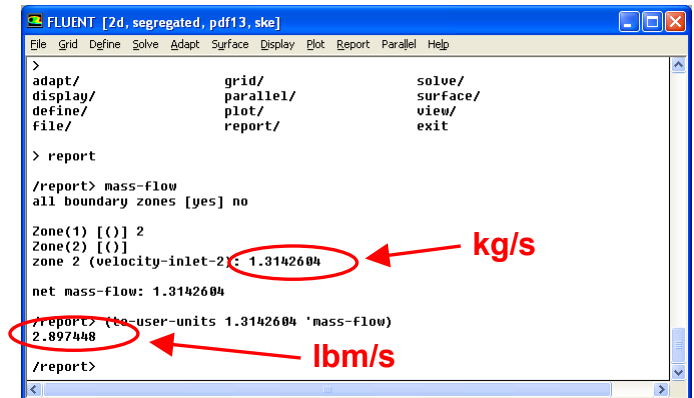 FLUENT [2d, segregated, pdf13, ske]
File Grid Define Solve Adapt Surface Display Plot Report Parallel Help
>
adapt/ grid/ solve/
display/ parallel/ surface/
define/ plot/ view/
file/ report/ exit
> report
/report> mass-flow
all boundary zones [yes] no
Zone(1) [()] 2
Zone(2) [()]
zone 2 (velocity-inlet-2): 1.3142604
kg/s
net mass-flow: 1.3142604
/report> (to-user-units 1.3142604 'mass-flow)
2.897448
lbm/s
/report>